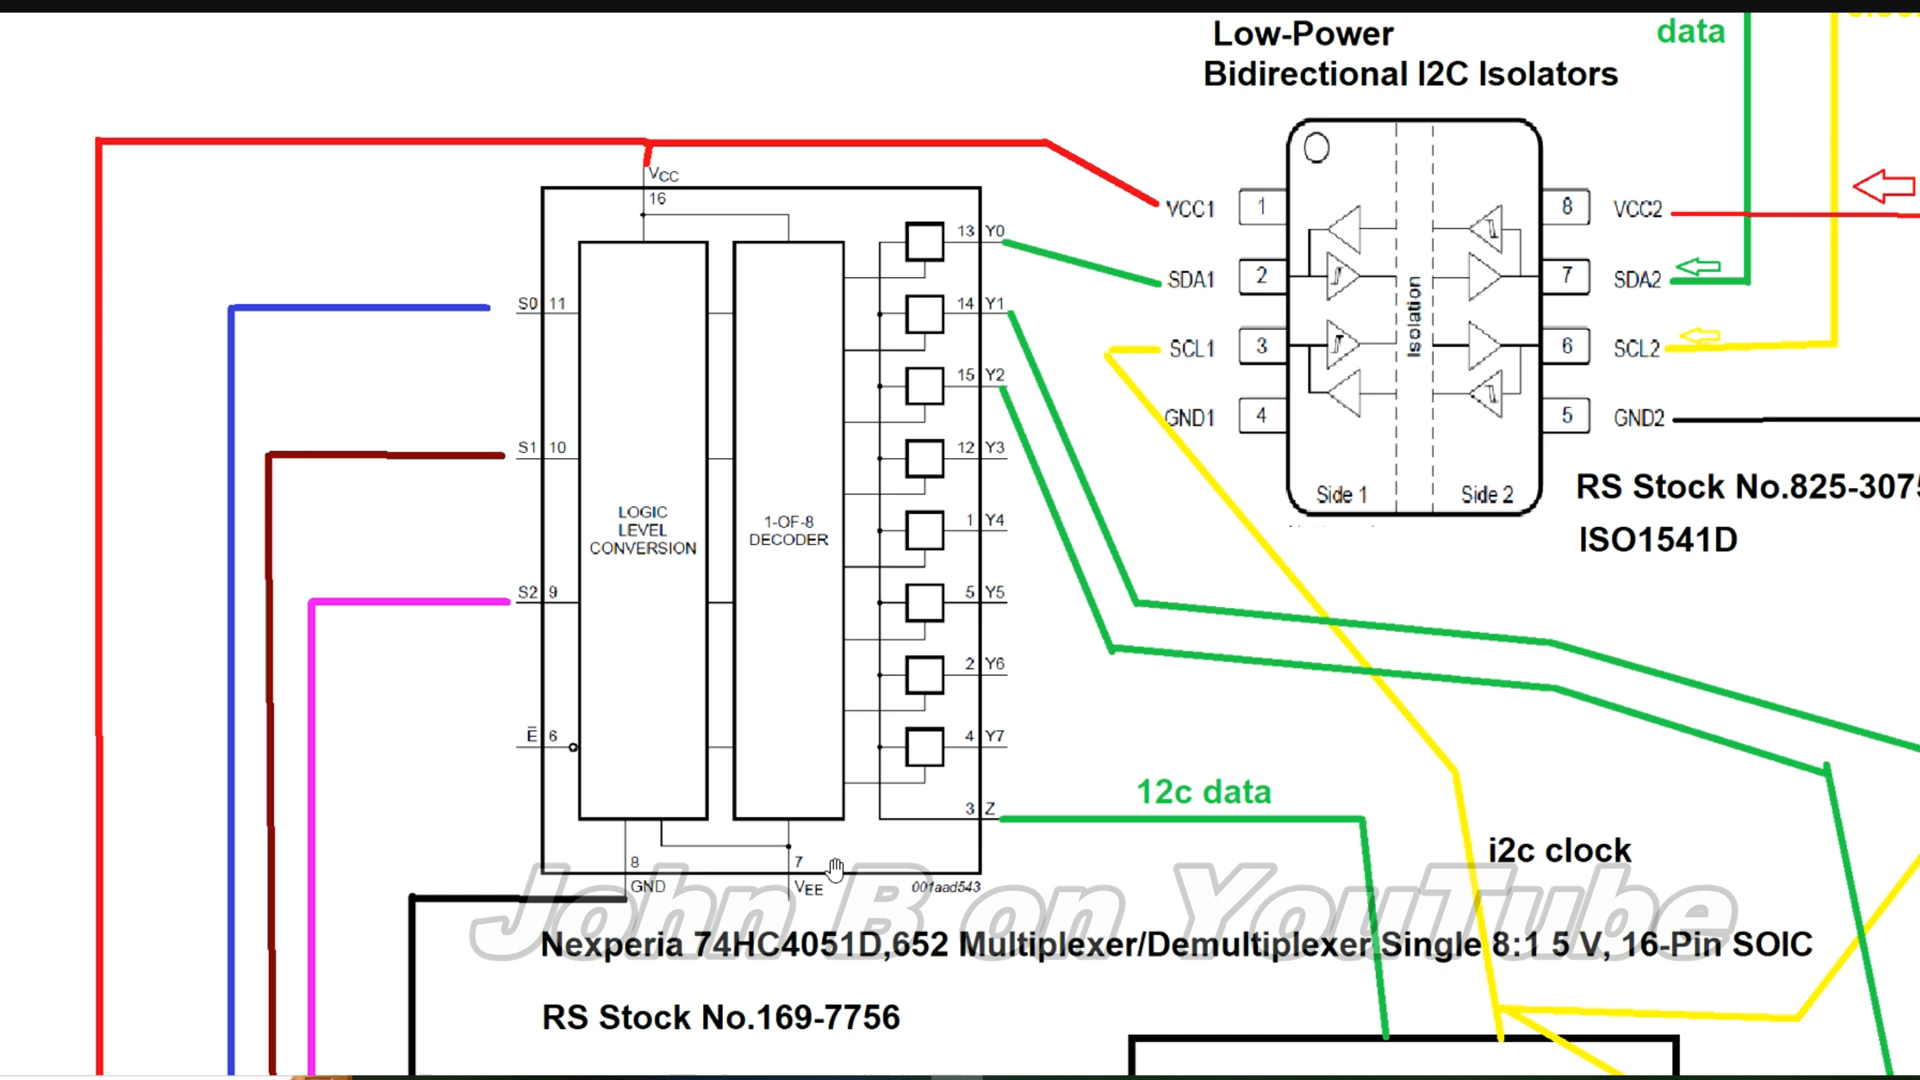 Low-Power
Bidirectional I2C Isolators
data
VCC
16
13 Y0
S0 11
14 Y1
15 Y2
S1 10
12 Y3
LOGIC
LEVEL
CONVERSION
1-OF-8
DECODER
1 Y4
S2 9
5 Y5
2 Y6
E 6
4 Y7
3 Z
8
GND
7
VEE
001aad543
VCC1 1
SDA1 2
SCL1 3
GND1 4
Isolation
8 VCC2
7 SDA2
6 SCL2
5 GND2
Side 1
Side 2
RS Stock No.825-3075
ISO1541D
12c data
i2c clock
John B on YouTube
Nexperia 74HC4051D,652 Multiplexer/Demultiplexer Single 8:1 5 V, 16-Pin SOIC
RS Stock No.169-7756